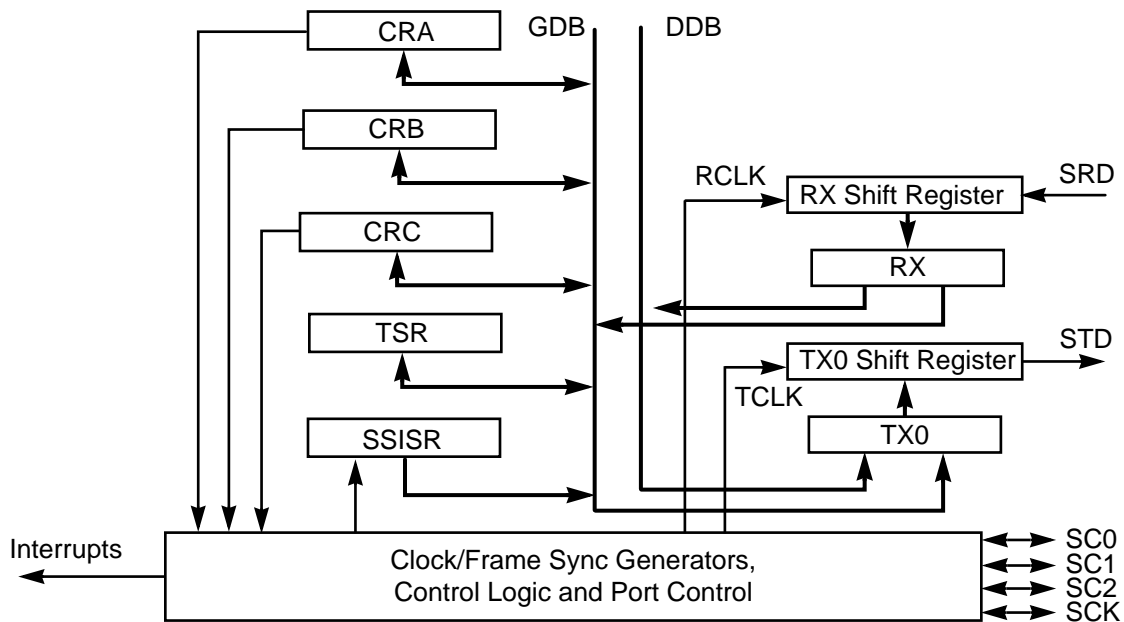 CRA
GDB
DDB
CRB
RCLK
RX Shift Register
SRD
CRC
RX
TSR
TX0 Shift Register
STD
TCLK
SSISR
TX0
Interrupts
Clock/Frame Sync Generators,
Control Logic and Port Control
SC0
SC1
SC2
SCK